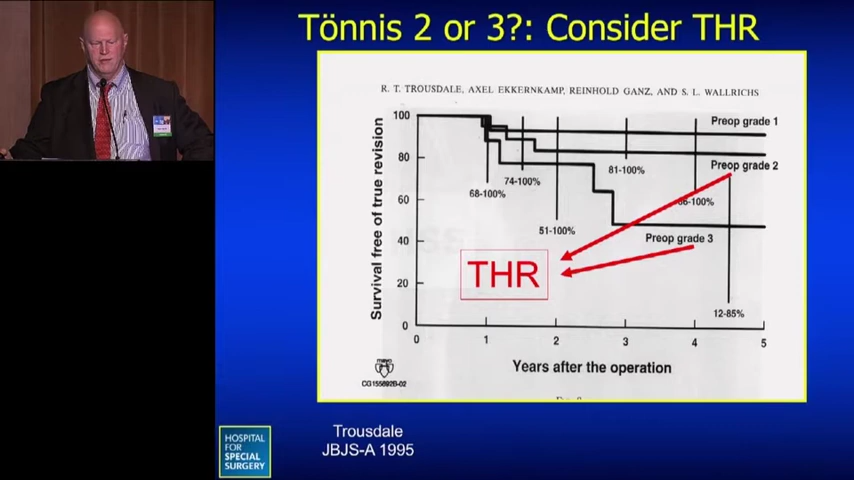 Tönnis 2 or 3?: Consider THR
R. T. TROUSDALE, AXEL EKKERNKAMP, REINHOLD GANZ, AND S. L. WALLRICHS
Survival free of true revision
100
80
60
40
20
0
Preop grade 1
Preop grade 2
Preop grade 3
68-100%
74-100%
51-100%
81-100%
12-85%
THR
0 1 2 3 4 5
Years after the operation
mayo
Trousdale
JBJS-A 1995
HOSPITAL
FOR
SPECIAL
SURGERY